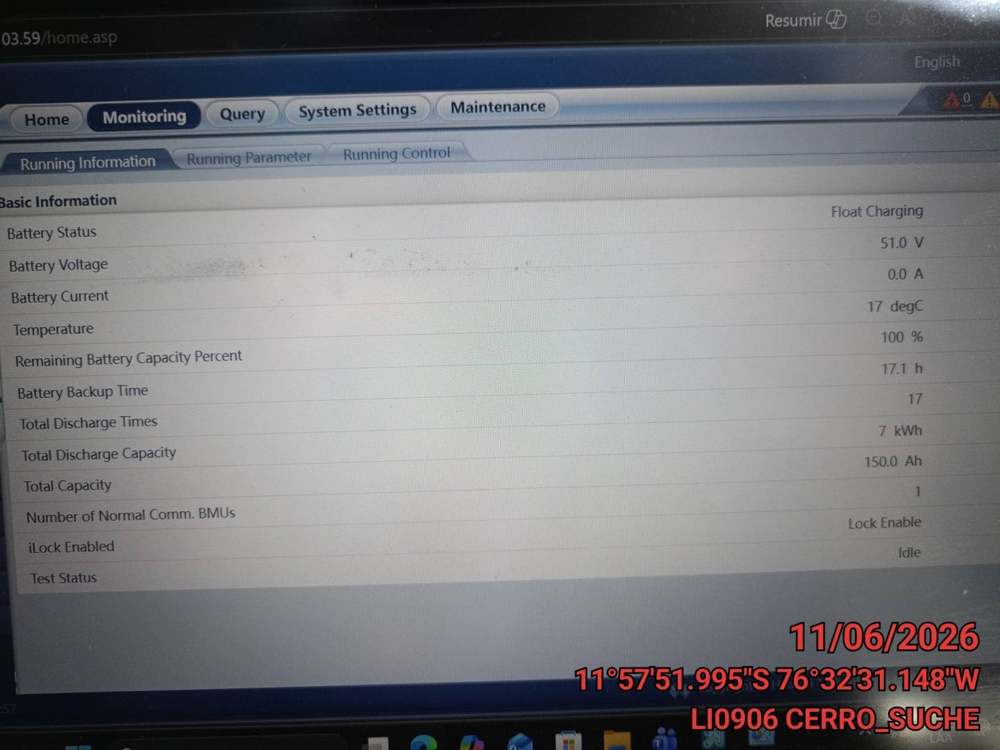 03.59/home.asp
Resumir
English
Home Monitoring Query System Settings Maintenance
0
Running Information Running Parameter Running Control
Basic Information
Battery Status Float Charging
Battery Voltage 51.0 V
Battery Current 0.0 A
Temperature 17 degC
Remaining Battery Capacity Percent 100 %
Battery Backup Time 17.1 h
Total Discharge Times 17
Total Discharge Capacity 7 kWh
Total Capacity 150.0 Ah
Number of Normal Comm. BMUs 1
iLock Enabled Lock Enable
Test Status Idle
11/06/2026
11°57'51.995"S 76°32'31.148"W
LI0906 CERRO_SUCHE
:57
LAA